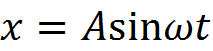 x = Asinωt